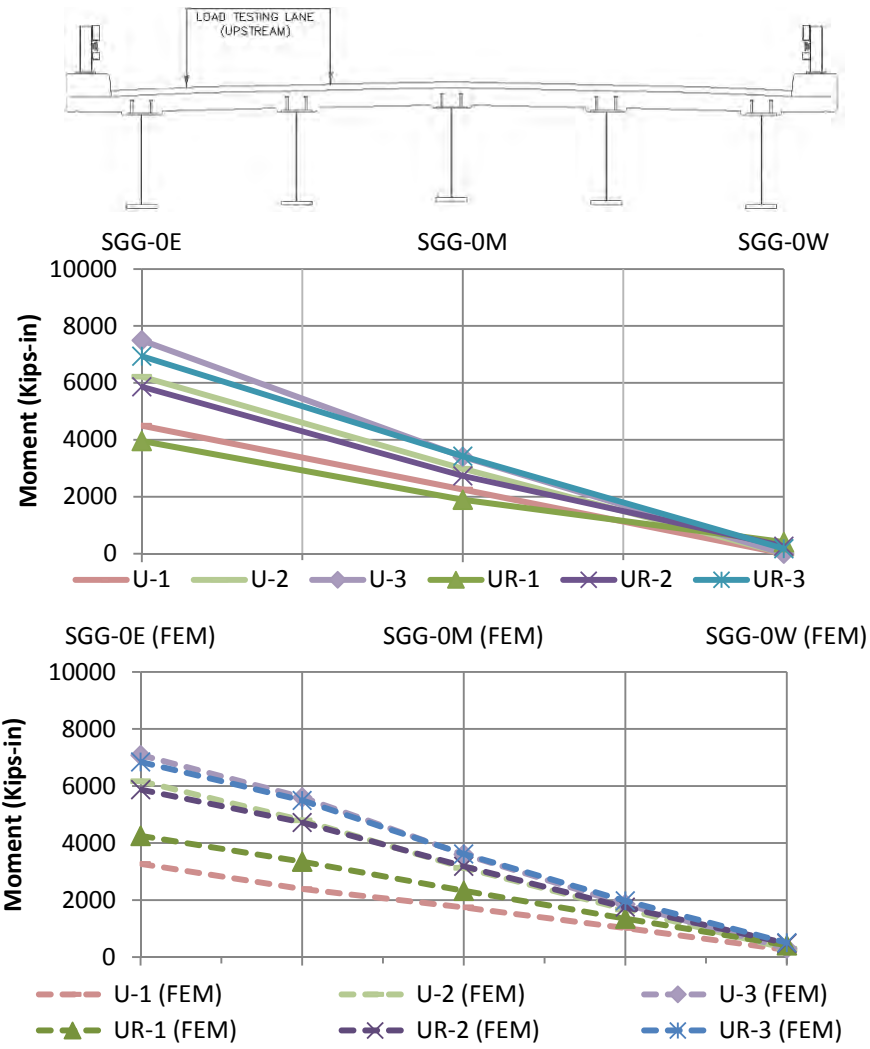 LOAD TESTING LANE
(UPSTREAM)
SGG-0E SGG-0M SGG-0W
Moment (Kips-in)
10000
8000
6000
4000
2000
0
U-1 U-2 U-3 UR-1 UR-2 UR-3
SGG-0E (FEM) SGG-0M (FEM) SGG-0W (FEM)
Moment (Kips-in)
10000
8000
6000
4000
2000
0
U-1 (FEM) U-2 (FEM) U-3 (FEM)
UR-1 (FEM) UR-2 (FEM) UR-3 (FEM)